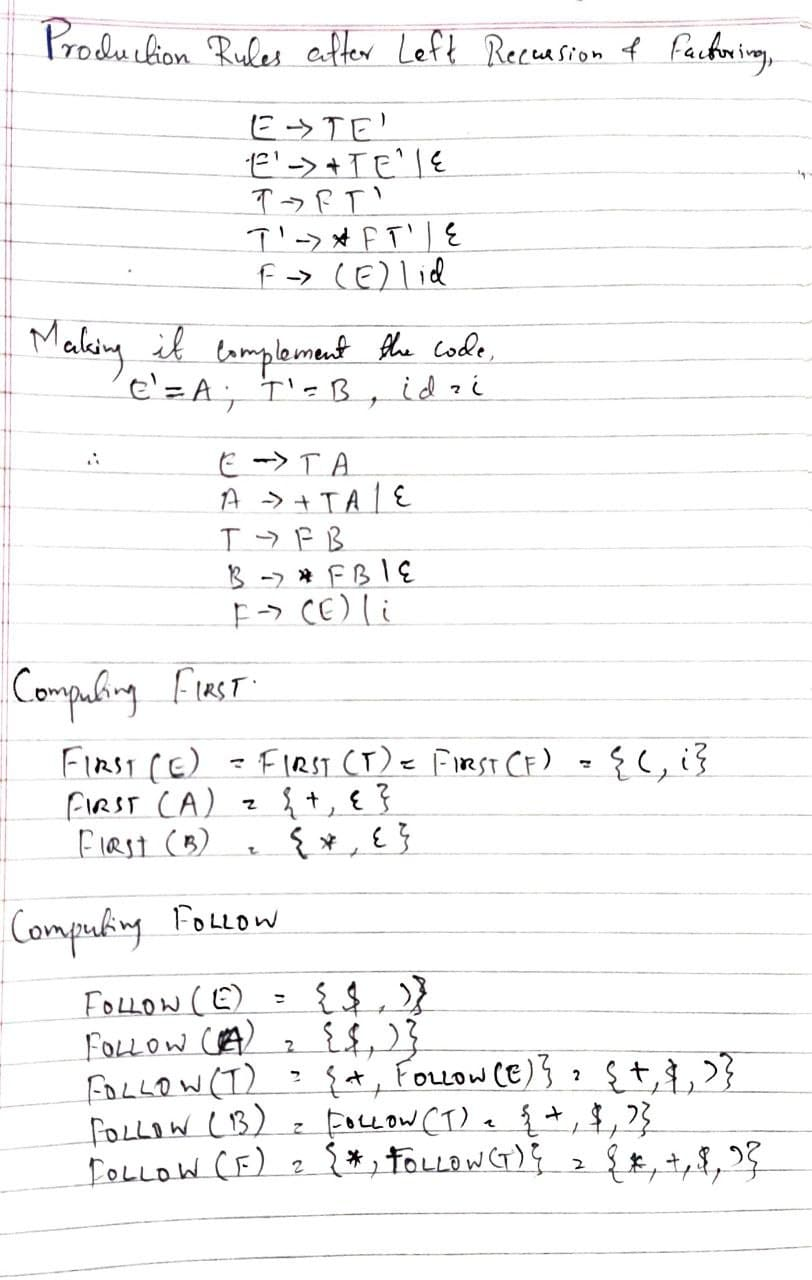 Production Rules after Left Recursion & Factoring,
E → TE'
E' → +TE' | ε
T → FT'
T' → *FT' | ε
F → (E) | id
Making it complement the code,
E' = A; T' = B, id = i
∴ E → TA
A → +TA | ε
T → FB
B → *FB | ε
F → (E) | i
Computing FIRST
FIRST (E) = FIRST (T) = FIRST (F) = {(, i}
FIRST (A) = {+, ε}
FIRST (B) = {*, ε}
Computing FOLLOW
FOLLOW (E) = {$, )}
FOLLOW (A) = {$, )}
FOLLOW (T) = {+, FOLLOW (E)} = {+, $, )}
FOLLOW (B) = FOLLOW (T) = {+, $, )}
FOLLOW (F) = {*, FOLLOW (T)} = {*, +, $, )}